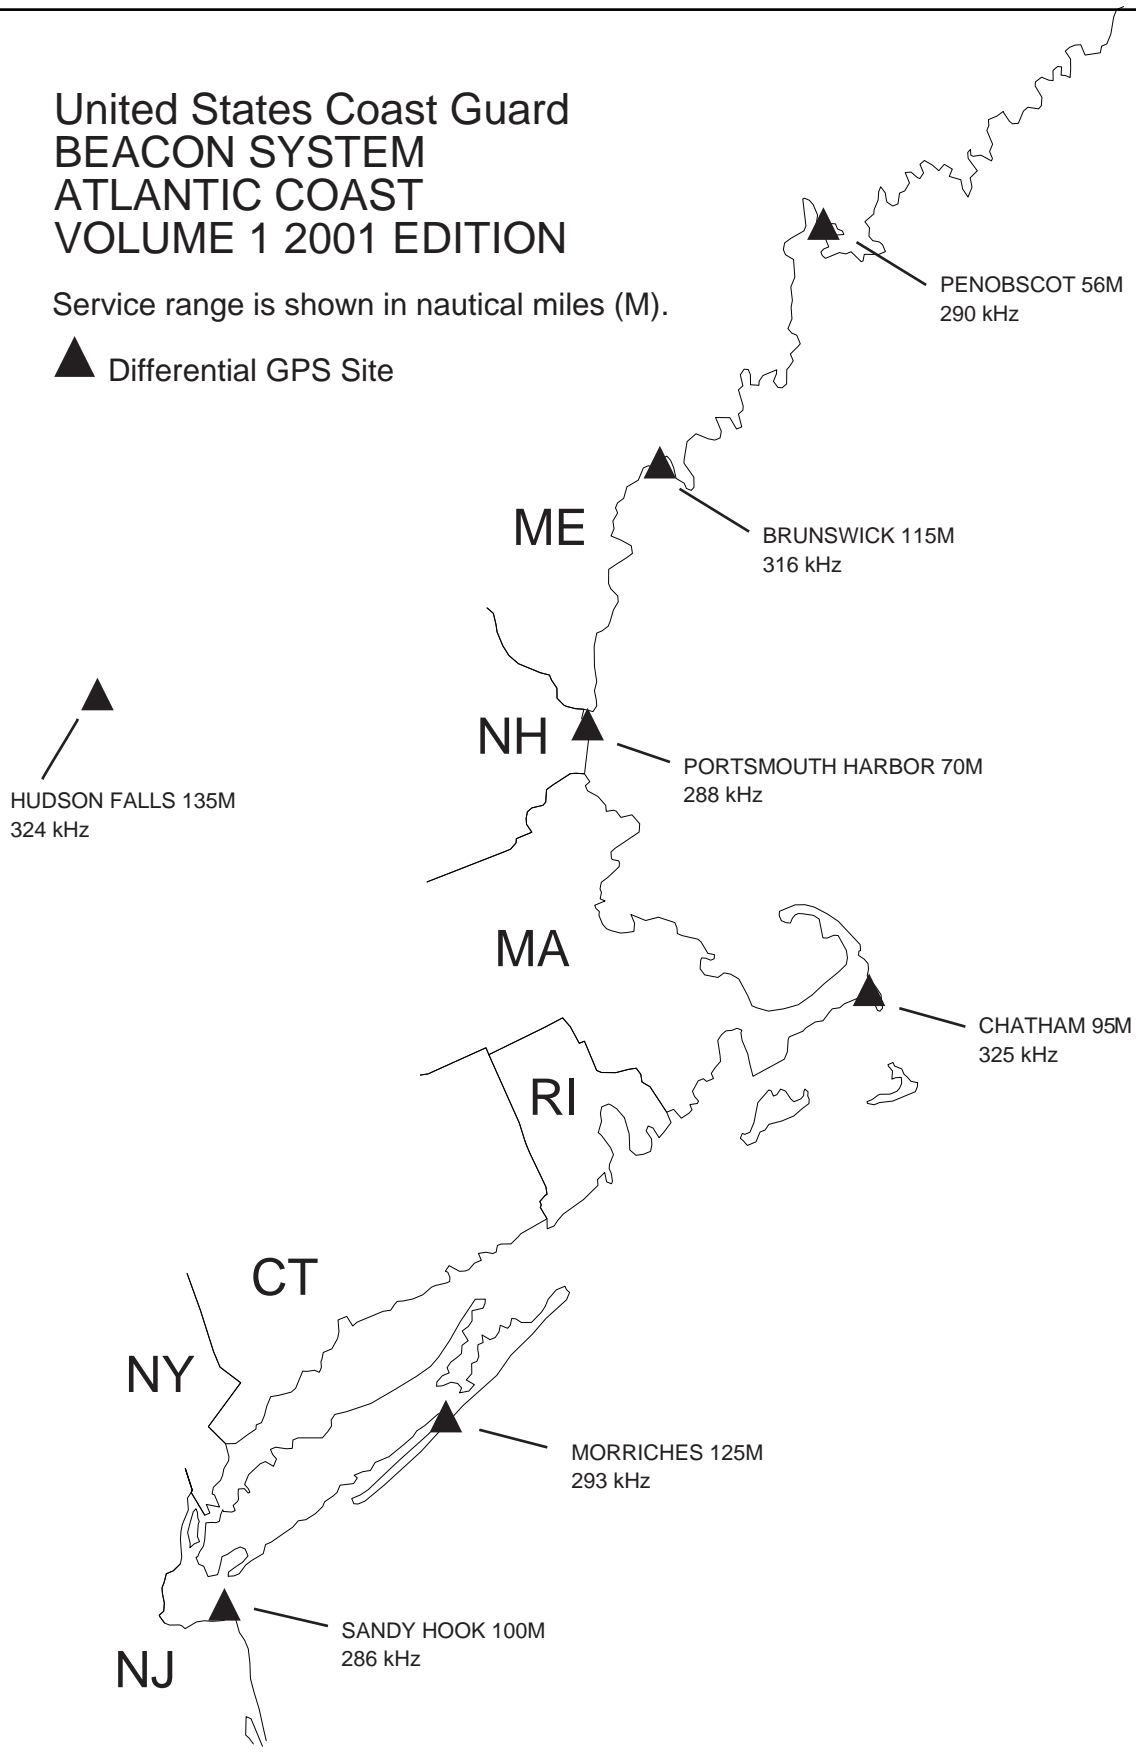 United States Coast Guard
BEACON SYSTEM
ATLANTIC COAST
VOLUME 1 2001 EDITION
Service range is shown in nautical miles (M).
Differential GPS Site
PENOBSCOT 56M
290 kHz
ME
BRUNSWICK 115M
316 kHz
NH
PORTSMOUTH HARBOR 70M
288 kHz
HUDSON FALLS 135M
324 kHz
MA
CHATHAM 95M
325 kHz
RI
CT
NY
MORRICHES 125M
293 kHz
SANDY HOOK 100M
286 kHz
NJ